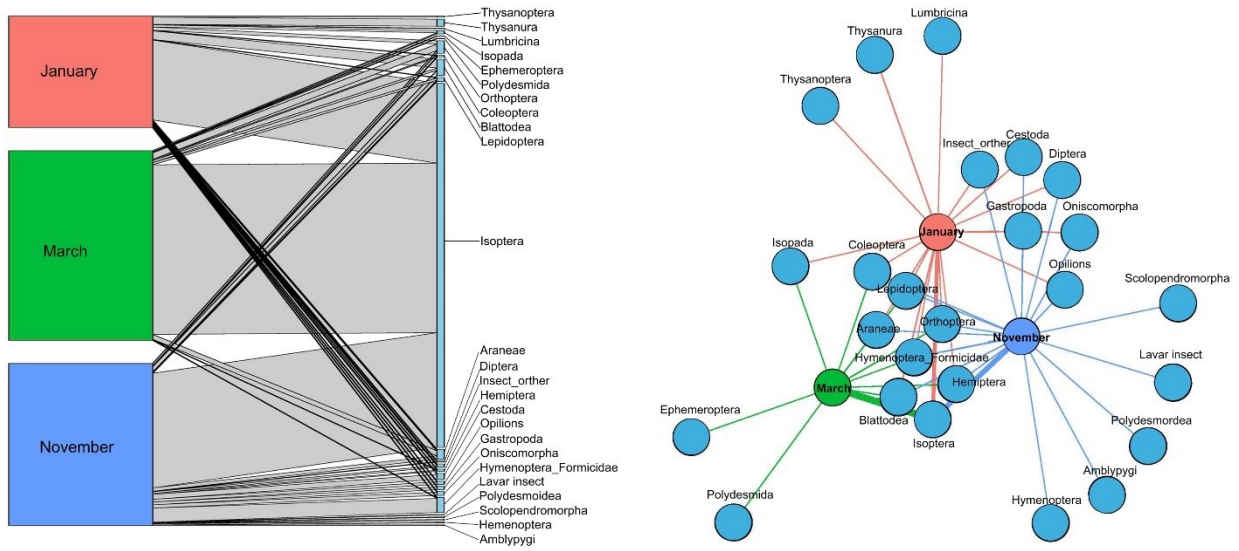 January
March
November
Thysanoptera
Thysanura
Lumbricina
Isopada
Ephemeroptera
Polydesmida
Orthoptera
Coleoptera
Blattodea
Lepidoptera
Isoptera
Araneae
Diptera
Insect_orther
Hemiptera
Cestoda
Opilions
Gastropoda
Oniscomorpha
Hymenoptera_Formicidae
Lavar insect
Polydesmoidea
Scolopendromorpha
Hemenoptera
Amblypygi
Lumbricina
Thysanura
Thysanoptera
Cestoda
Insect_orther
Diptera
Gastropoda
Oniscomorpha
January
Isopada
Coleoptera
Opilions
Scolopendromorpha
Lepidoptera
Araneae
Orthoptera
November
Hymenoptera_Formicidae
Lavar insect
March
Hemiptera
Ephemeroptera
Blattodea
Isoptera
Polydesmordea
Amblypygi
Polydesmida
Hymenoptera